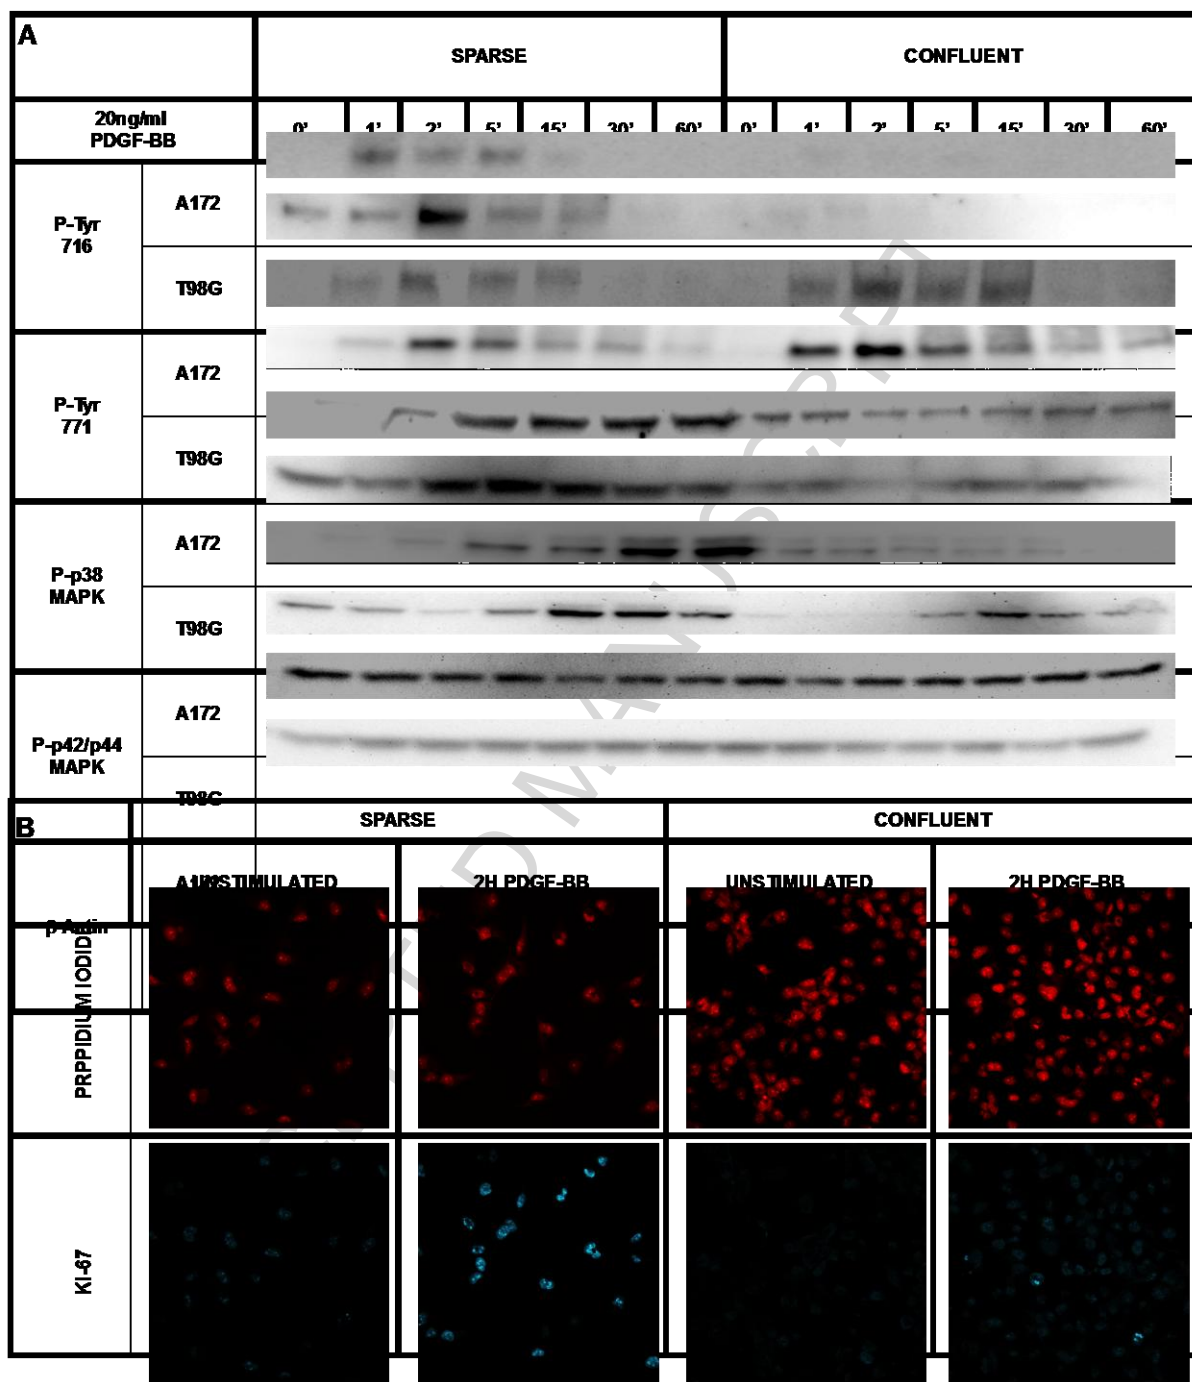 A
SPARSE
CONFLUENT
20ng/ml
PDGF-BB
0' 1' 2' 5' 15' 30' 60' 0' 1' 2' 5' 15' 30' 60'
P-Tyr
716
A172
T98G
P-Tyr
771
A172
T98G
P-p38
MAPK
A172
T98G
P-p42/p44
MAPK
A172
T98G
B
SPARSE
CONFLUENT
UNSTIMULATED
2H PDGF-BB
UNSTIMULATED
2H PDGF-BB
PRPPIDIUM IODIDE
KI-67